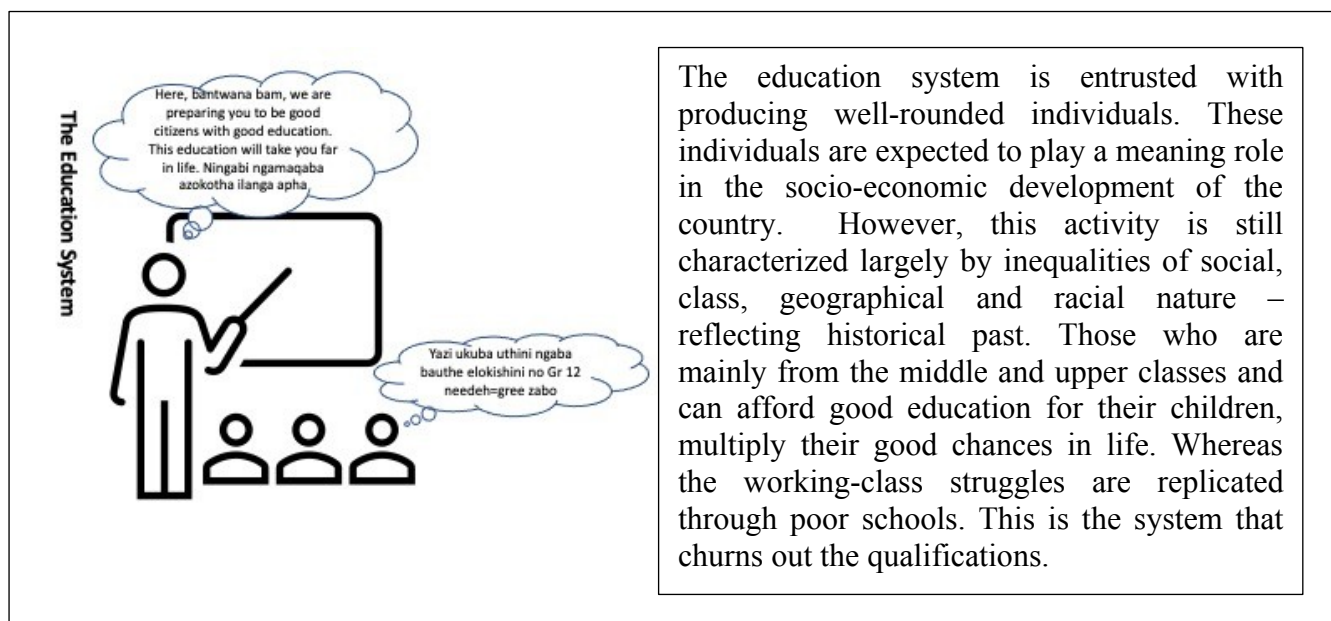 The Education System
Here, bantwana bam, we are
preparing you to be good
citizens with good education.
This education will take you far
in life. Ningabi ngamaqaba
azokotha ilanga apha
Yazi ukuba uthini ngaba
bauthe elokishini no Gr 12
needeh=gree zabo
The education system is entrusted with
producing well-rounded individuals. These
individuals are expected to play a meaning role
in the socio-economic development of the
country. However, this activity is still
characterized largely by inequalities of social,
class, geographical and racial nature –
reflecting historical past. Those who are
mainly from the middle and upper classes and
can afford good education for their children,
multiply their good chances in life. Whereas
the working-class struggles are replicated
through poor schools. This is the system that
churns out the qualifications.